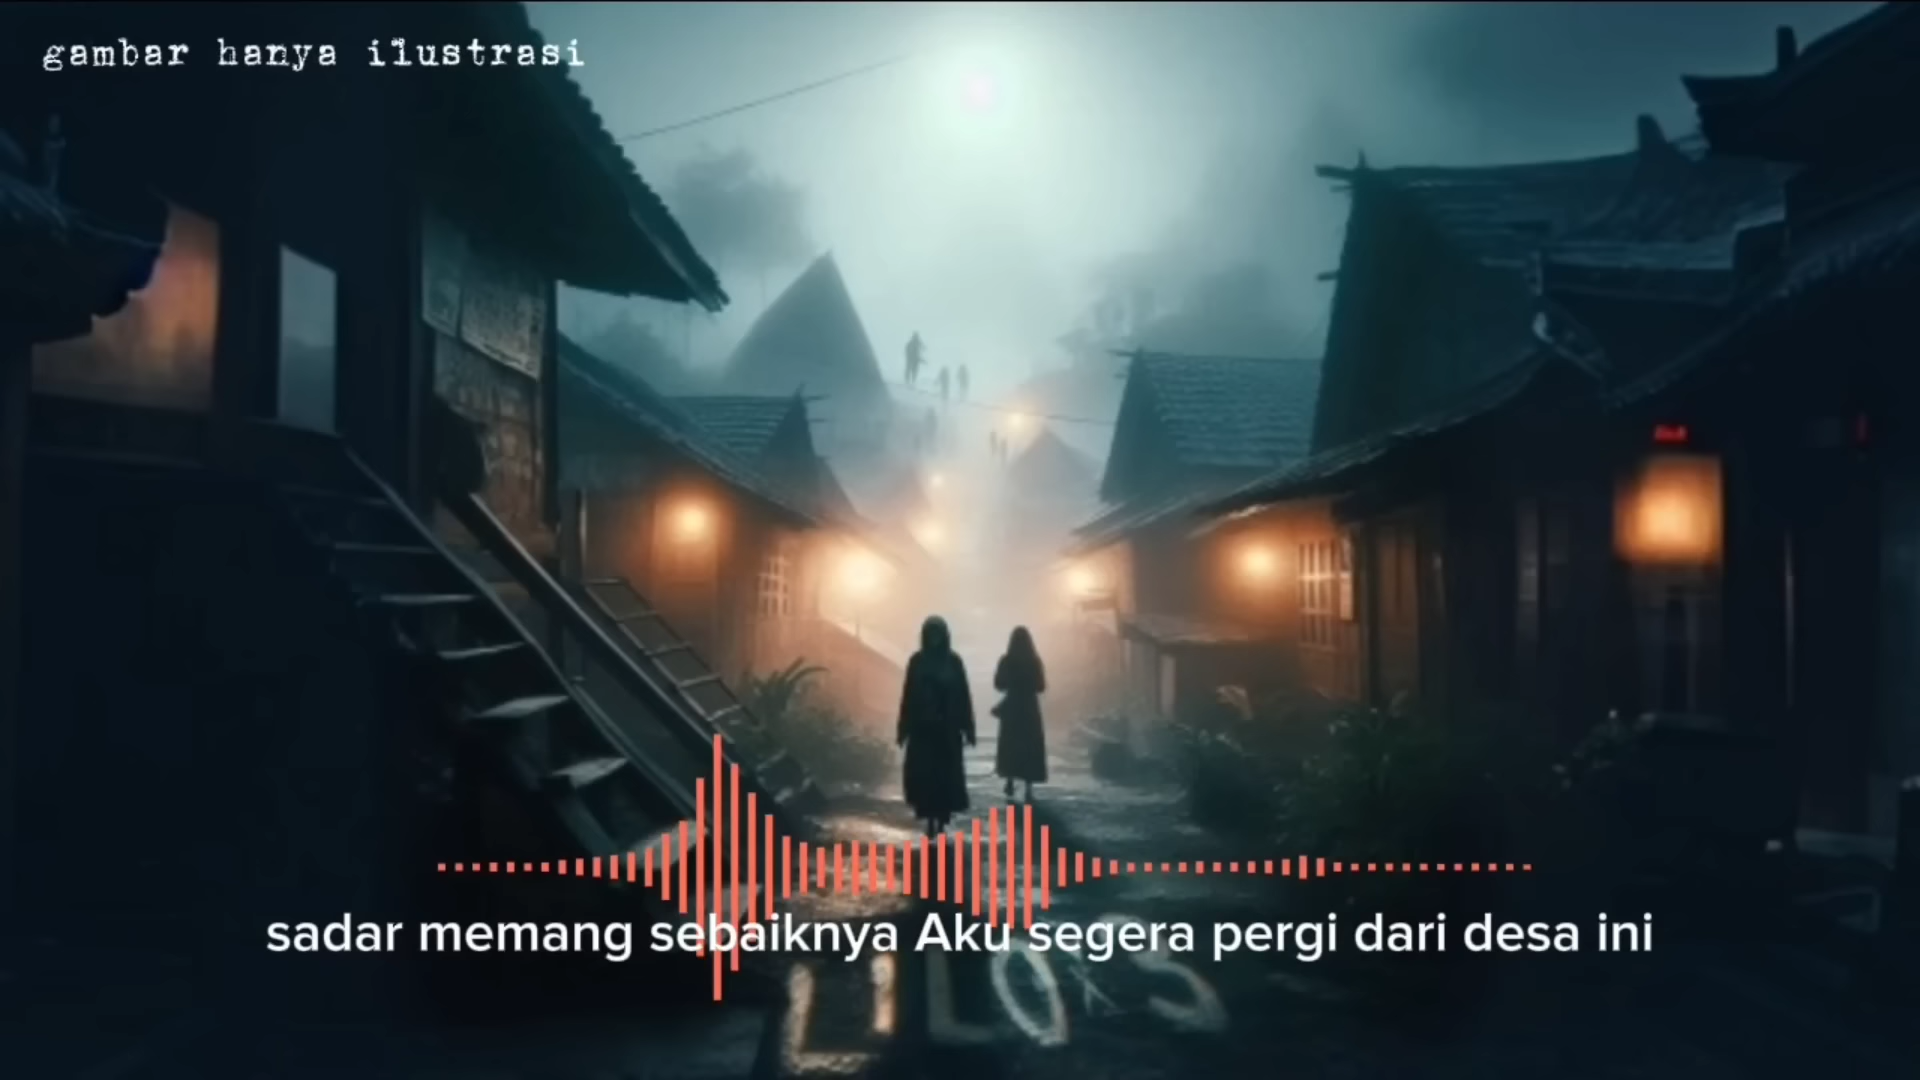 gambar hanya ilustrasi
sadar memang sebaiknya Aku segera pergi dari desa ini